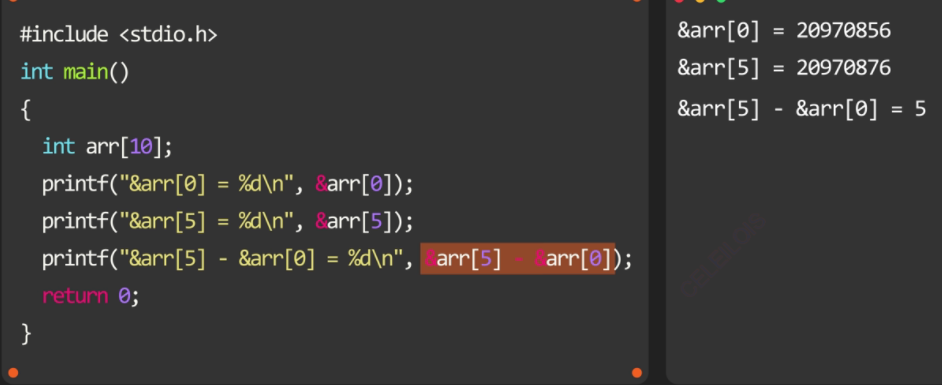 #include <stdio.h>
int main()
{
int arr[10];
printf("&arr[0] = %d\n", &arr[0]);
printf("&arr[5] = %d\n", &arr[5]);
printf("&arr[5] - &arr[0] = %d\n", &arr[5] - &arr[0]);
return 0;
}
&arr[0] = 20970856
&arr[5] = 20970876
&arr[5] - &arr[0] = 5